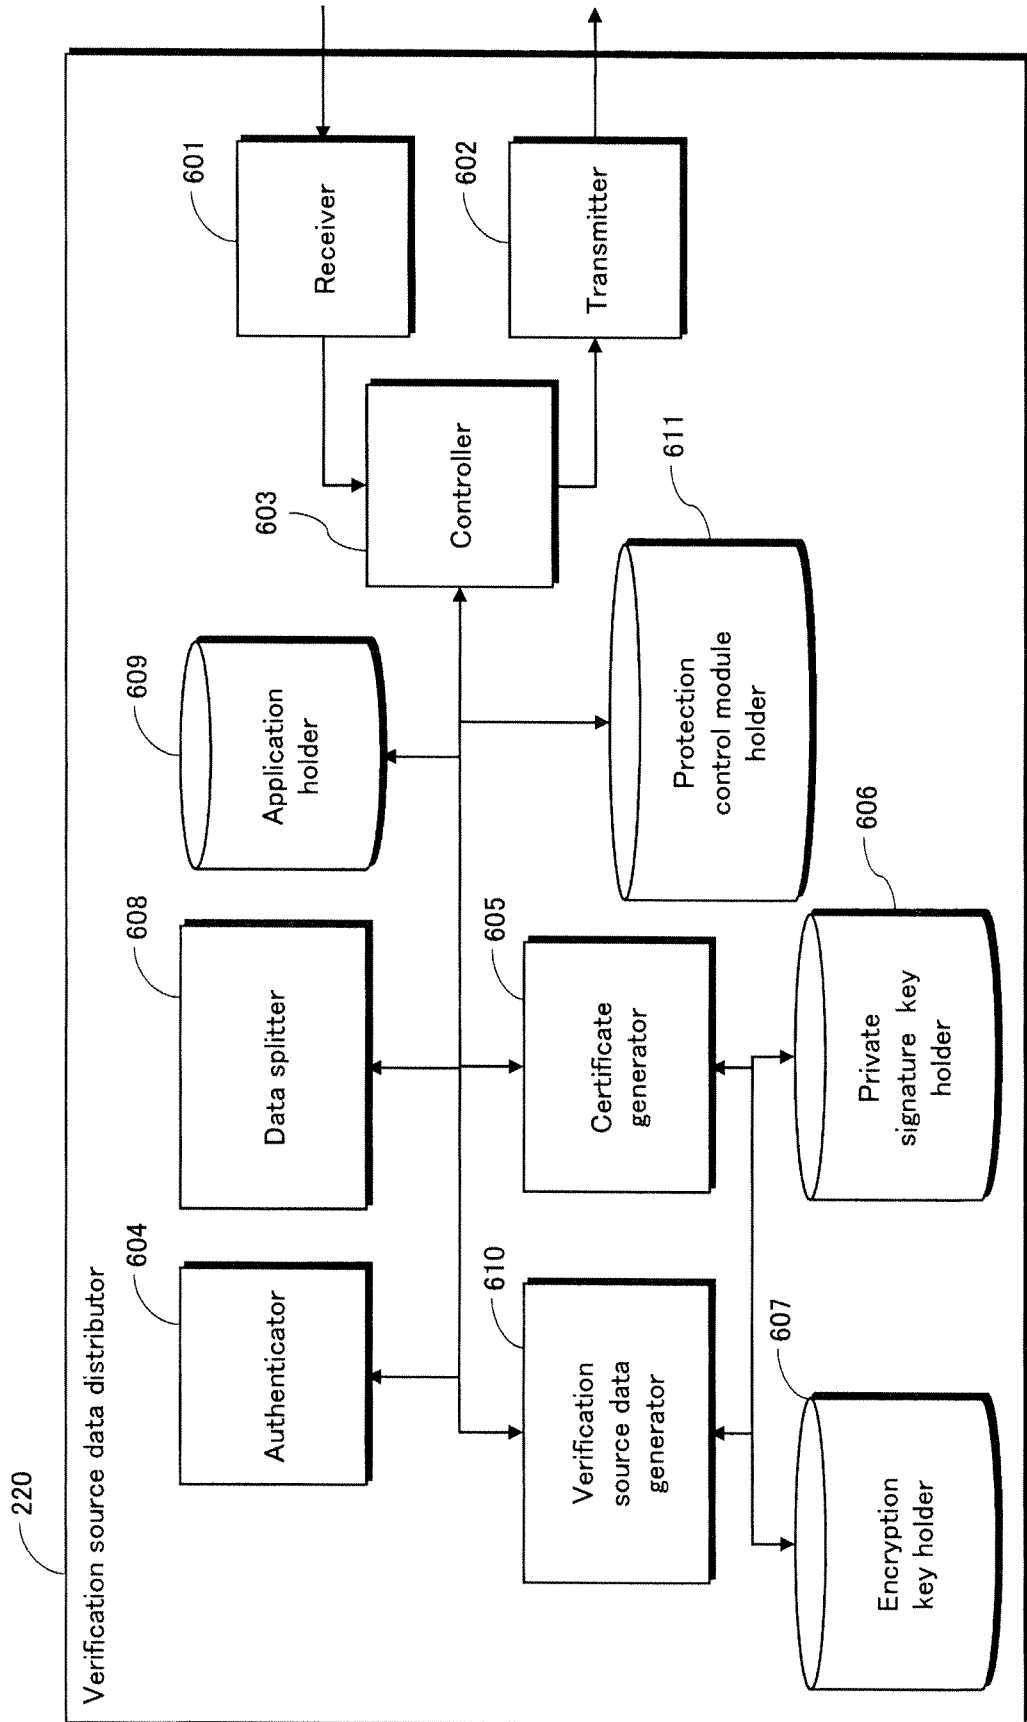 220
Verification source data distributor
604
Authenticator
608
Data splitter
609
Application
holder
601
Receiver
603
Controller
602
Transmitter
610
Verification
source data
generator
605
Certificate
generator
611
Protection
control module
holder
607
Encryption
key holder
606
Private
signature key
holder